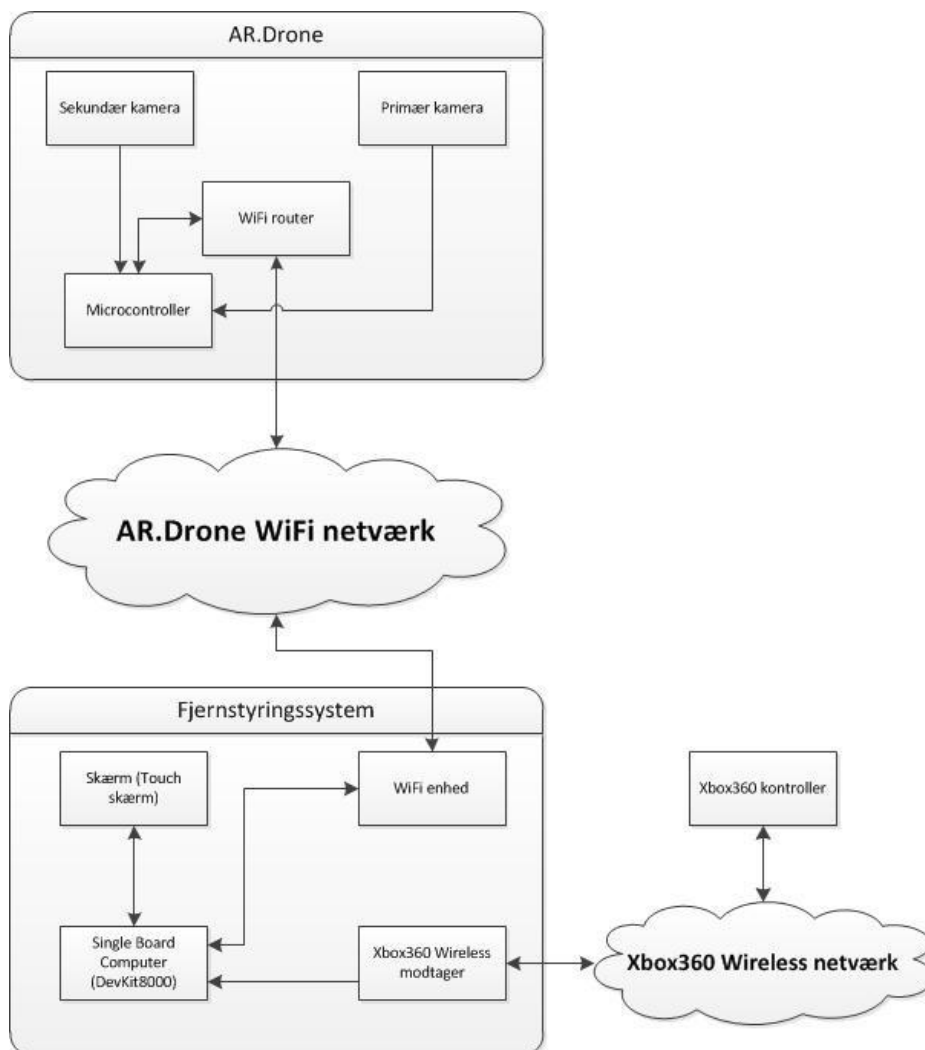 AR.Drone
Sekundær kamera
Primær kamera
WiFi router
Microcontroller
AR.Drone WiFi netværk
Fjernstyringssystem
Skærm (Touch
skærm)
WiFi enhed
Xbox360 kontroller
Single Board
Computer
(DevKit8000)
Xbox360 Wireless
modtager
Xbox360 Wireless netværk